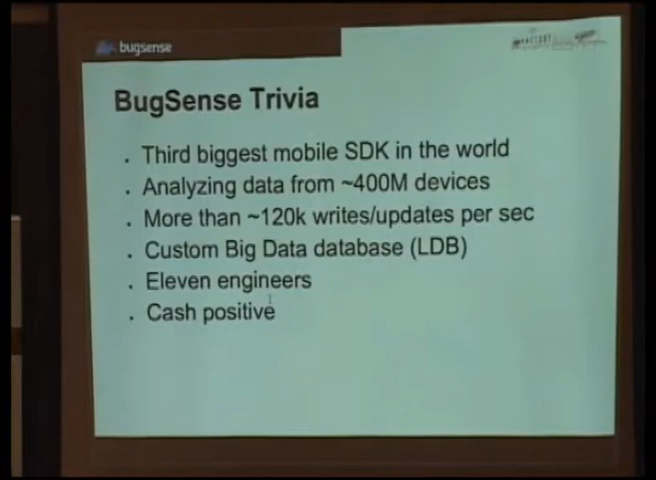 bugsense
BugSense Trivia
. Third biggest mobile SDK in the world
. Analyzing data from ~400M devices
. More than ~120k writes/updates per sec
. Custom Big Data database (LDB)
. Eleven engineers
. Cash positive